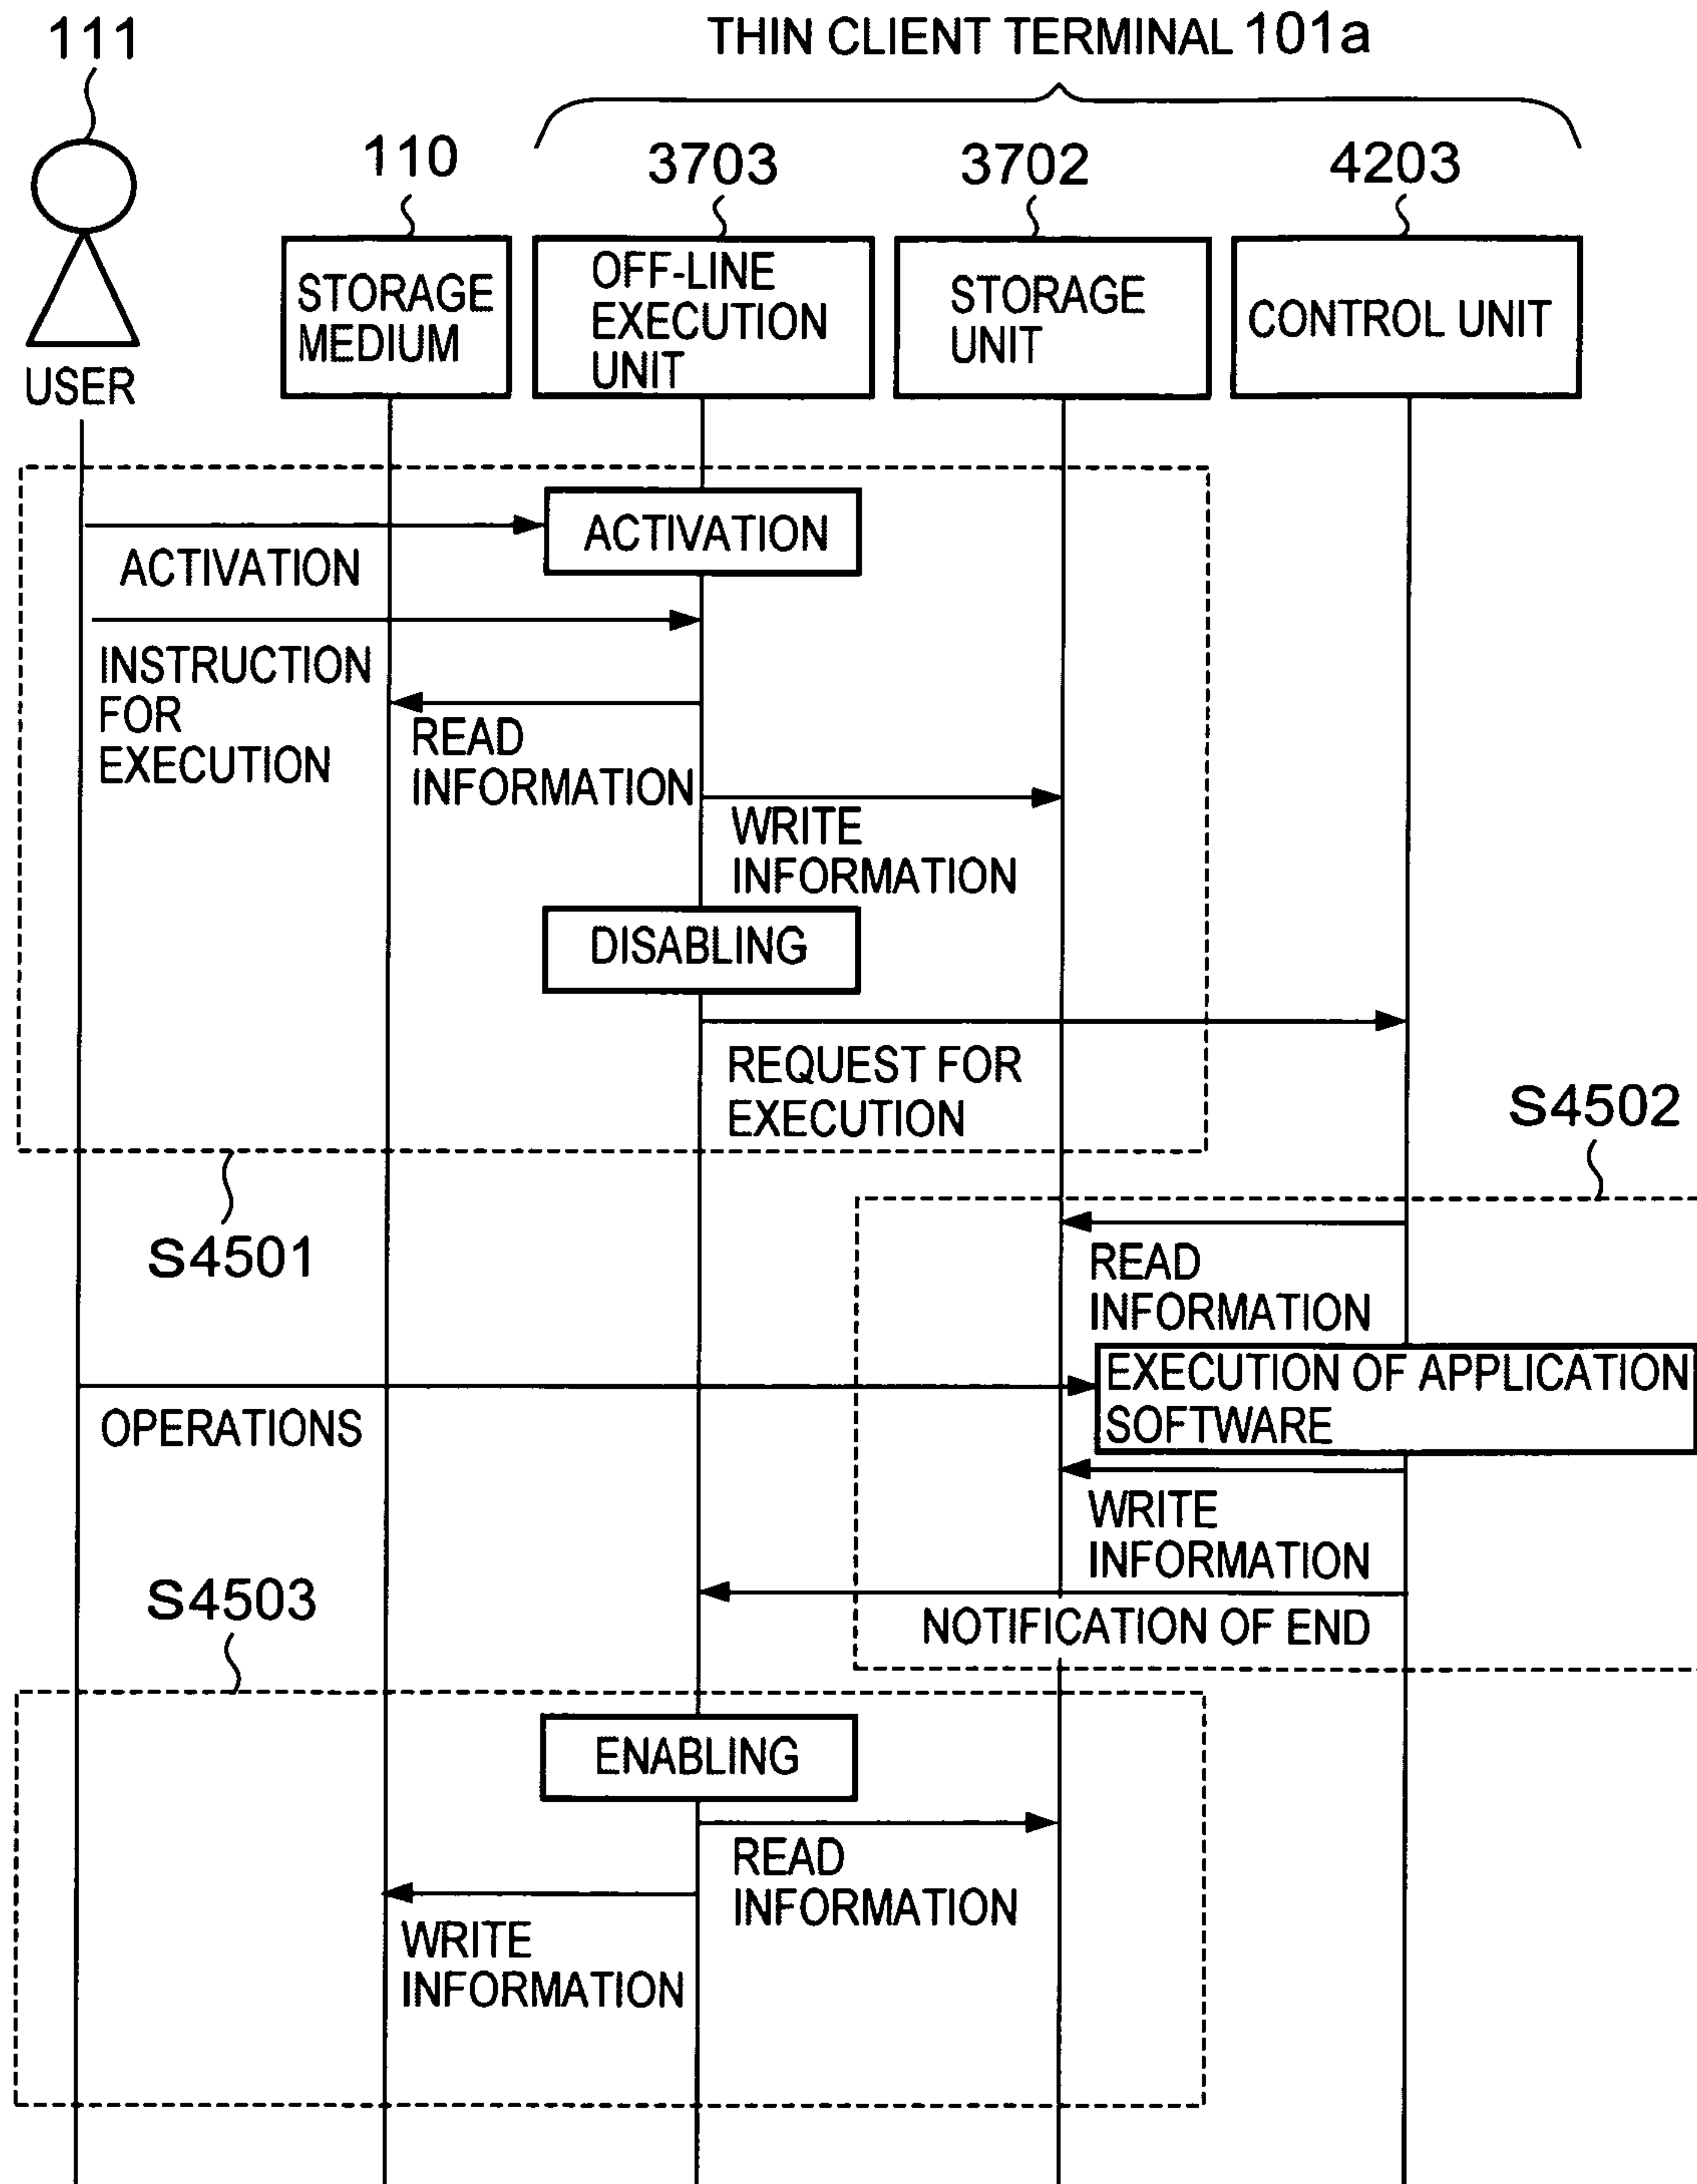 111
THIN CLIENT TERMINAL 101a
110
3703
3702
4203
STORAGE
MEDIUM
OFF-LINE
EXECUTION
UNIT
STORAGE
UNIT
CONTROL UNIT
USER
ACTIVATION
ACTIVATION
INSTRUCTION
FOR
EXECUTION
READ
INFORMATION
WRITE
INFORMATION
DISABLING
REQUEST FOR
EXECUTION
S4502
S4501
READ
INFORMATION
EXECUTION OF APPLICATION
SOFTWARE
OPERATIONS
WRITE
INFORMATION
S4503
NOTIFICATION OF END
ENABLING
READ
INFORMATION
WRITE
INFORMATION